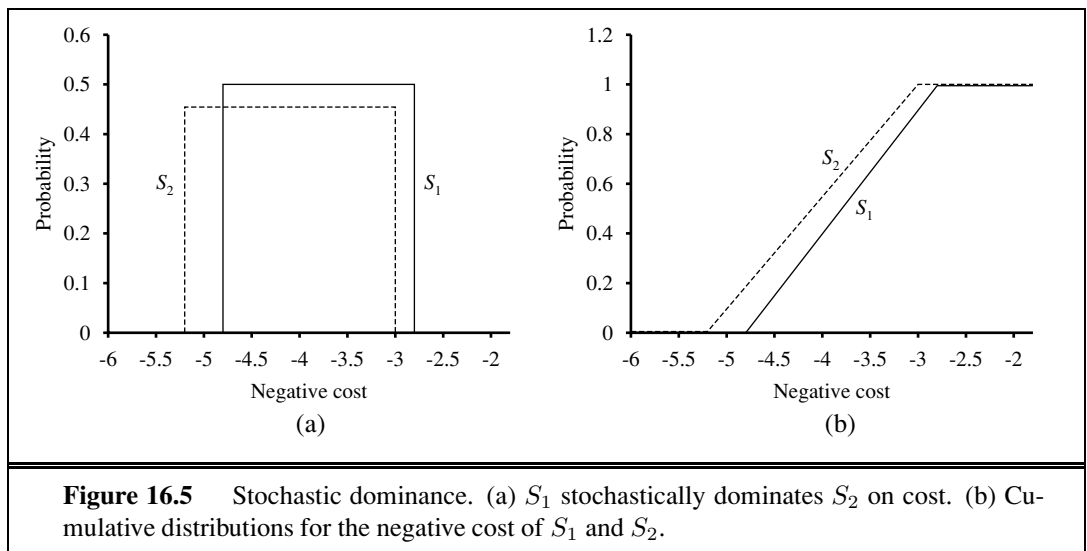 0.6
0.5
0.4
0.3
0.2
0.1
0
Probability
S2
S1
-6 -5.5 -5 -4.5 -4 -3.5 -3 -2.5 -2
Negative cost
(a)
1.2
1
0.8
0.6
0.4
0.2
0
Probability
S2
S1
-6 -5.5 -5 -4.5 -4 -3.5 -3 -2.5 -2
Negative cost
(b)
Figure 16.5 Stochastic dominance. (a) S1 stochastically dominates S2 on cost. (b) Cu-
mulative distributions for the negative cost of S1 and S2.